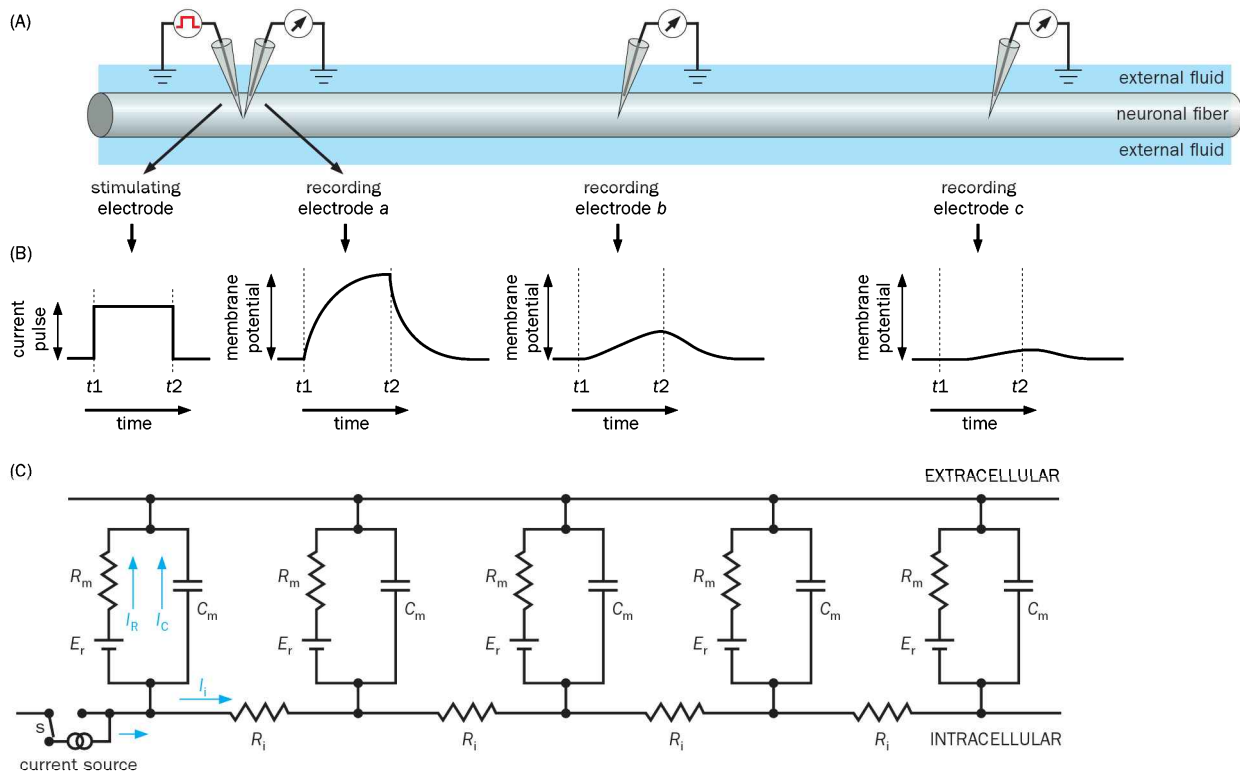 (A)
external fluid
neuronal fiber
external fluid
stimulating
electrode
recording
electrode a
recording
electrode b
recording
electrode c
(B)
current
pulse
t1
t2
time
membrane
potential
t1
t2
time
membrane
potential
t1
t2
time
membrane
potential
t1
t2
time
(C)
EXTRACELLULAR
Rm
IR
IC
Cm
Er
Rm
Cm
Er
Rm
Cm
Er
Rm
Cm
Er
Rm
Cm
Er
Ii
s
Ri
Ri
Ri
Ri
INTRACELLULAR
current source